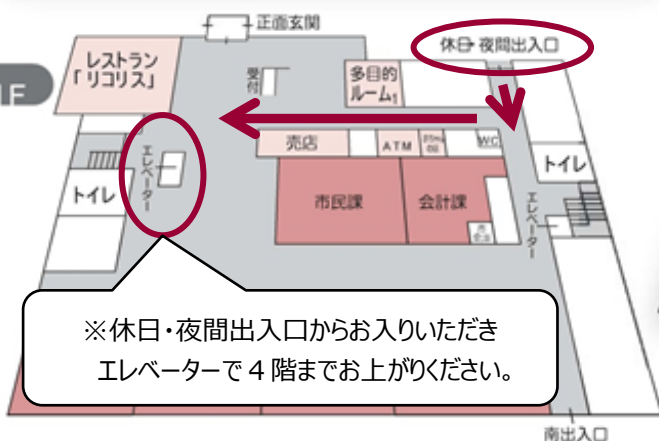 正面玄関
休日・夜間出入口
レストラン
「リコリス」
1F
受付
多目的
ルーム1
売店
ATM
WC
トイレ
エレベーター
トイレ
市民課
会計課
エレベーター
※休日・夜間出入口からお入りいただき
エレベーターで４階までお上がりください。
南出入口